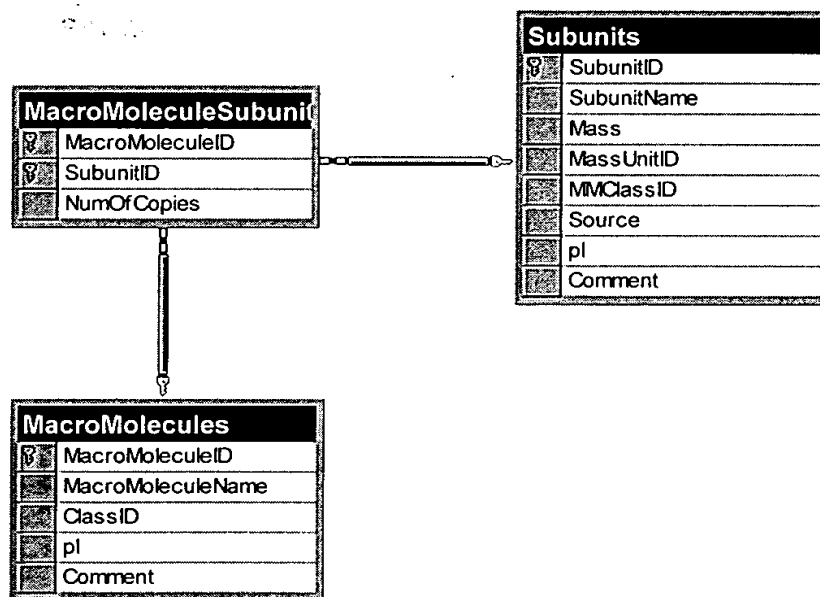 Subunits
SubunitID
SubunitName
Mass
MassUnitID
MMClassID
Source
pI
Comment
MacroMoleculeSubunit
MacroMoleculeID
SubunitID
NumOfCopies
MacroMolecules
MacroMoleculeID
MacroMoleculeName
ClassID
pI
Comment